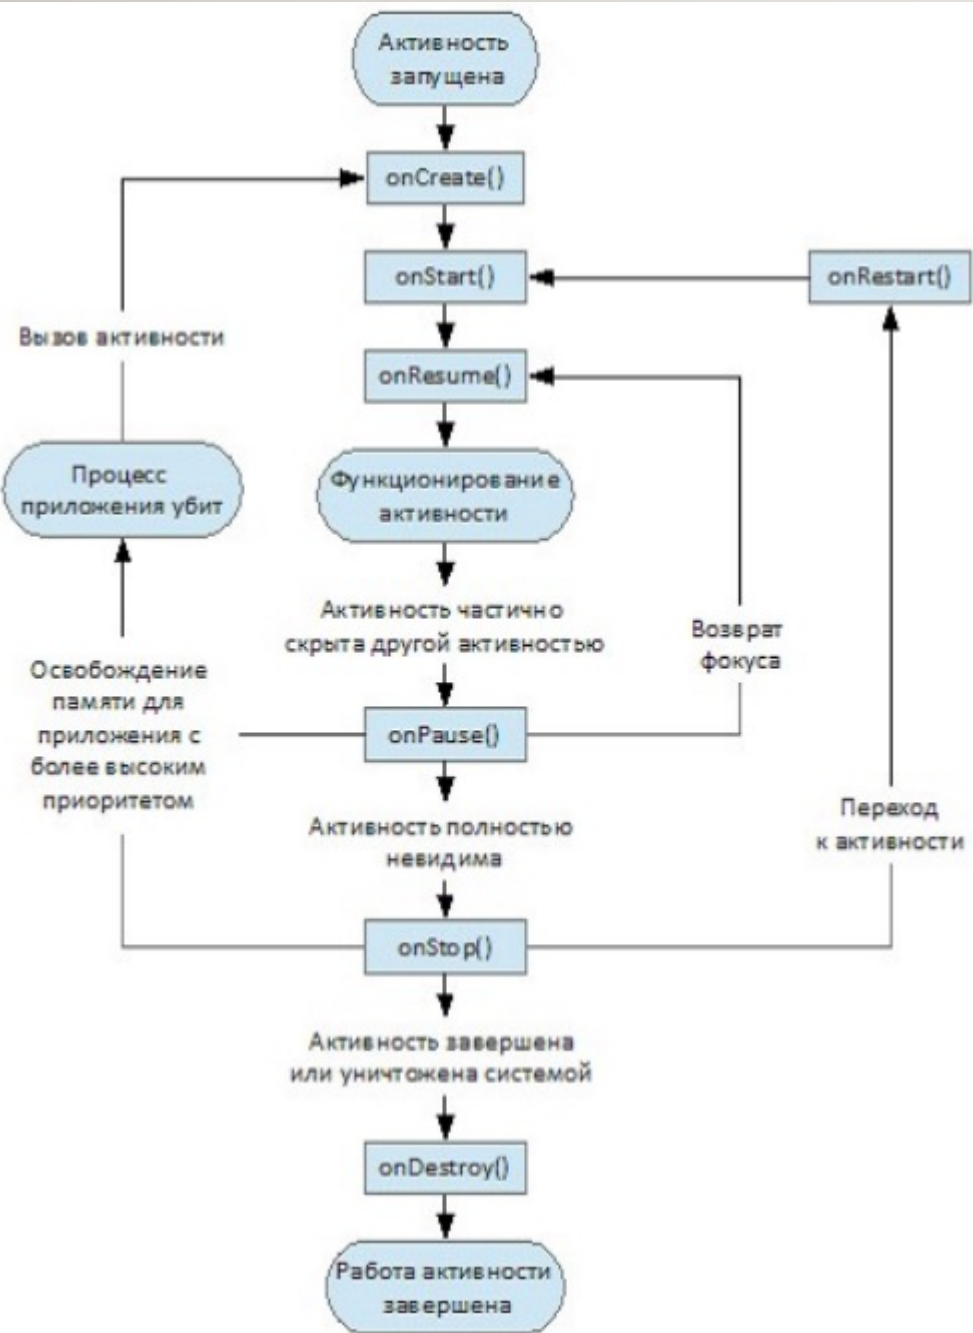 Активность
запущена
onCreate()
onStart()
onRestart()
Вызов активности
onResume()
Процесс
приложения убит
Функционирование
активности
Активность частично
скрыта другой активностью
Возврат
фокуса
Освобождение
памяти для
приложения с
более высоким
приоритетом
onPause()
Активность полностью
невидима
Переход
к активности
onStop()
Активность завершена
или уничтожена системой
onDestroy()
Работа активности
завершена